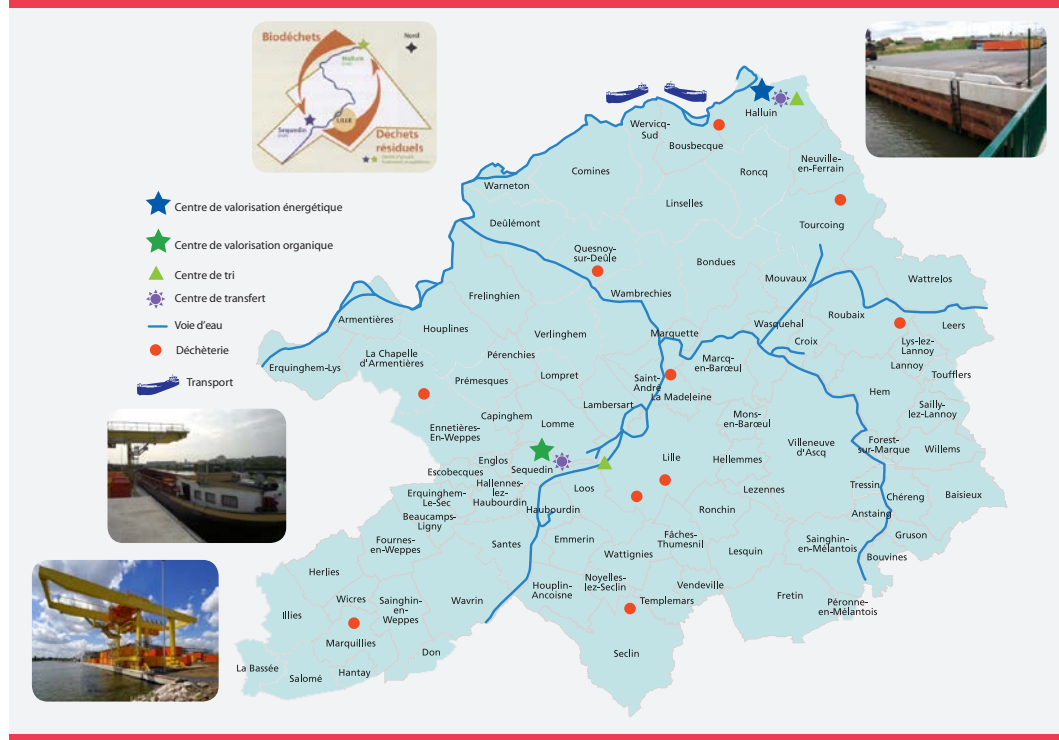 Biodéchets
Nord
Halluin
Sequedin
LILLE
Déchets
résiduels
Centre de valorisation énergétique
Centre de valorisation organique
Centre de tri
Centre de transfert
Voie d'eau
Déchèterie
Transport
Halluin
Wervicq-
Sud
Bousbecque
Neuville-
en-Ferrain
Roncq
Comines
Warneton
Linselles
Tourcoing
Deûlémont
Quesnoy-
sur-Deûle
Bondues
Mouvaux
Wattrelos
Frelinghien
Wambrechies
Armentières
Houplines
Verlinghem
Marquette
Wasquehal
Roubaix
Leers
Croix
Lys-lez-
Lannoy
La Chapelle
d'Armentières
Pérenchies
Marcq-
en-Barœul
Lannoy
Toufflers
Erquinghem-Lys
Prémesques
Lompret
Saint-
André
La Madeleine
Hem
Sailly-
lez-Lannoy
Lambersart
Capinghem
Lomme
Mons-
en-Barœul
Ennetières-
En-Weppes
Villeneuve
d'Ascq
Forest-
sur-Marque
Willems
Englos
Sequedin
Lille
Hellemmes
Escobecques
Hallennes-
lez-
Haubourdin
Loos
Lezennes
Tressin
Chéreng
Baisieux
Erquinghem-
Le-Sec
Haubourdin
Ronchin
Anstaing
Beaucamps-
Ligny
Fournes-
en-Weppes
Santes
Emmerin
Wattignies
Fâches-
Thumesnil
Lesquin
Sainghin-
en-Mélantois
Gruson
Bouvines
Herlies
Houplin-
Ancoisne
Noyelles-
lez-Seclin
Vendeville
Fretin
Wicres
Sainghin-
en-
Weppes
Wavrin
Templemars
Péronne-
en-Mélantois
Illies
Marquillies
Don
Seclin
La Bassée
Salomé
Hantay